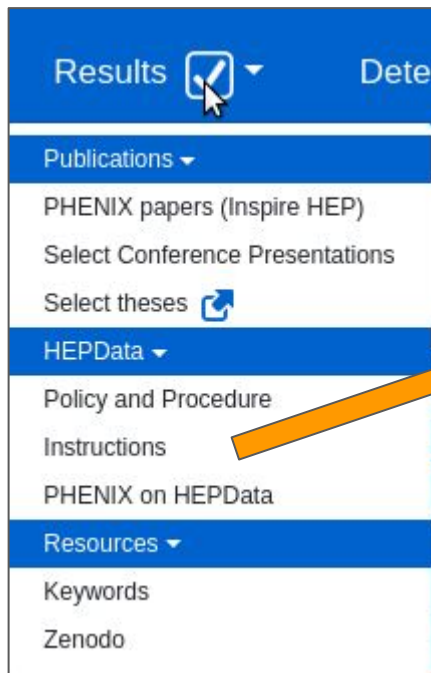 Results Dete
Publications
PHENIX papers (Inspire HEP)
Select Conference Presentations
Select theses
HEPData
Policy and Procedure
Instructions
PHENIX on HEPData
Resources
Keywords
Zenodo